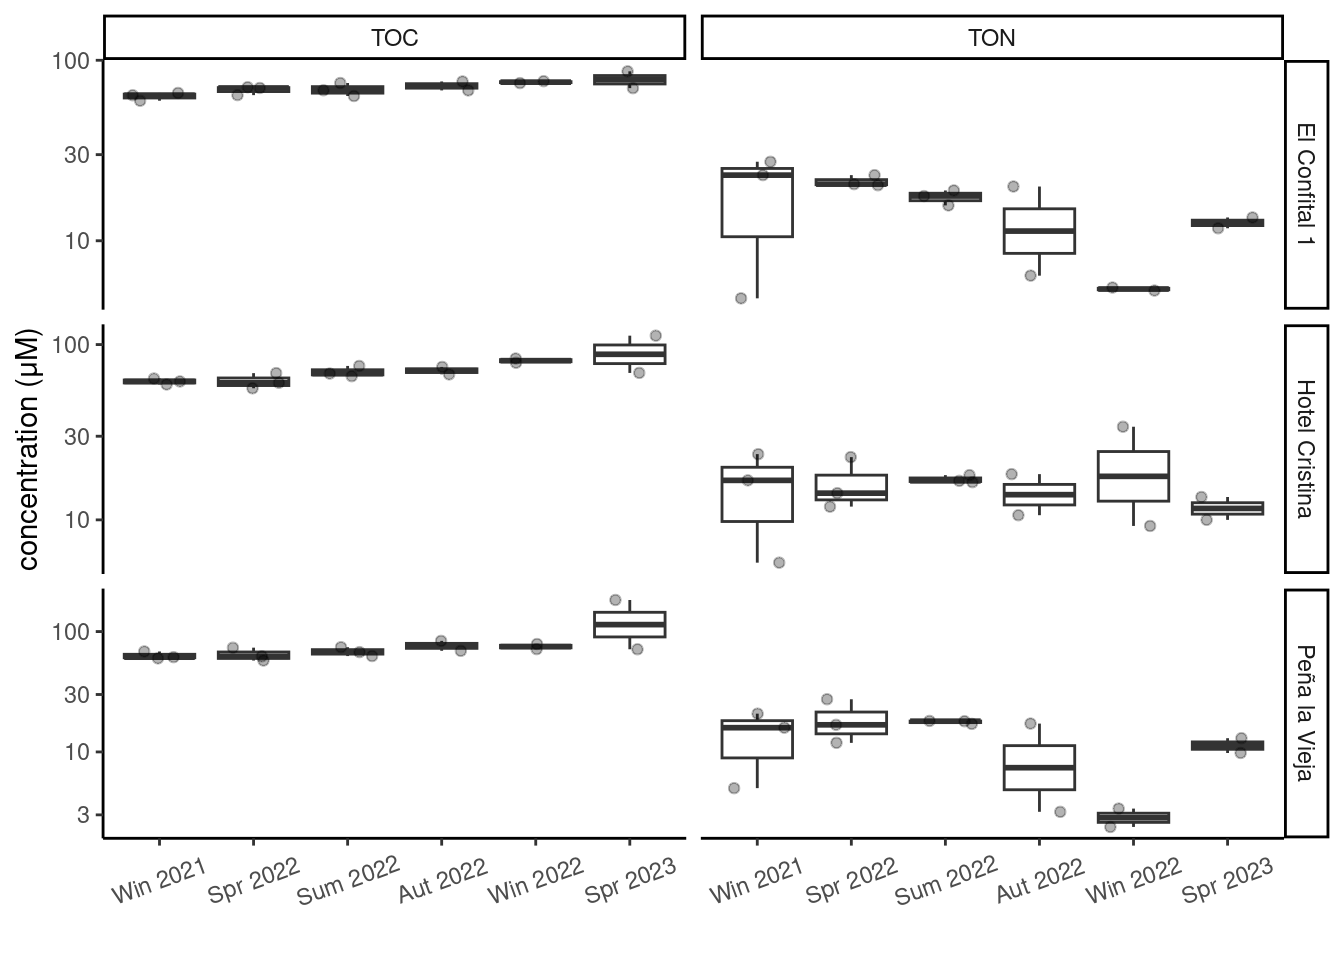 TOC
TON
100
30
10
El Confital 1
concentration (µM)
100
30
10
Hotel Cristina
100
30
10
3
Peña la Vieja
Win 2021
Spr 2022
Sum 2022
Aut 2022
Win 2022
Spr 2023
Win 2021
Spr 2022
Sum 2022
Aut 2022
Win 2022
Spr 2023